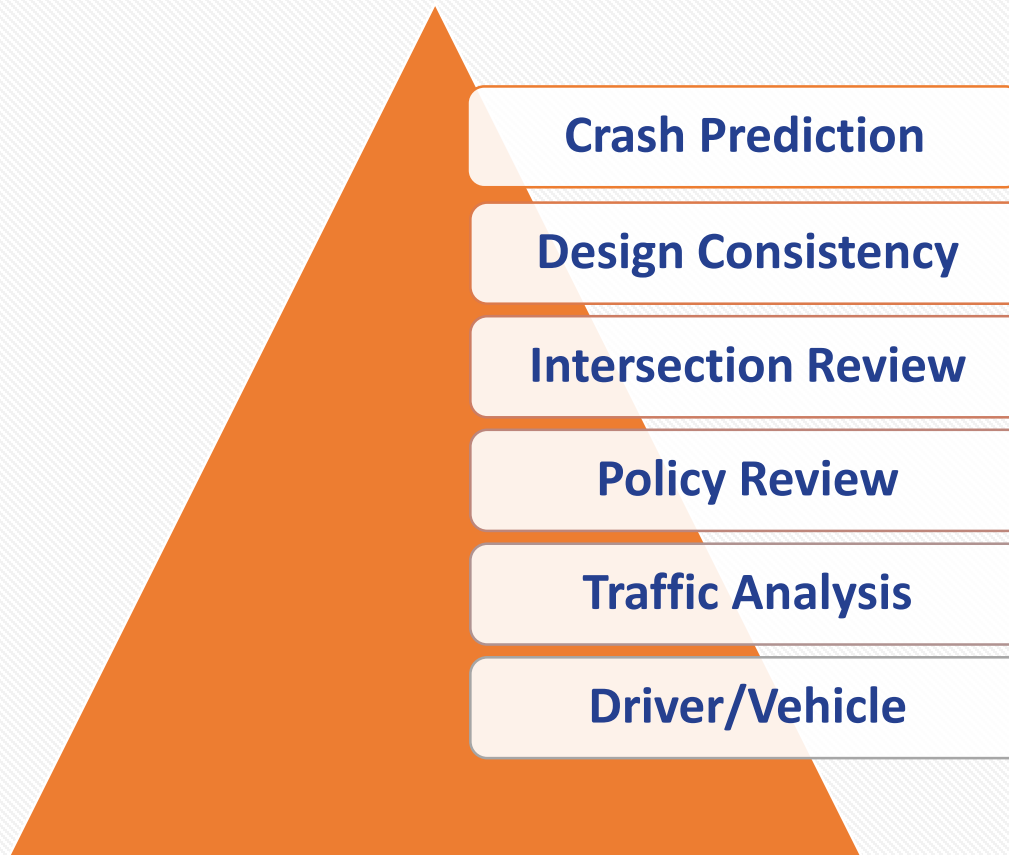 Crash Prediction
Design Consistency
Intersection Review
Policy Review
Traffic Analysis
Driver/Vehicle